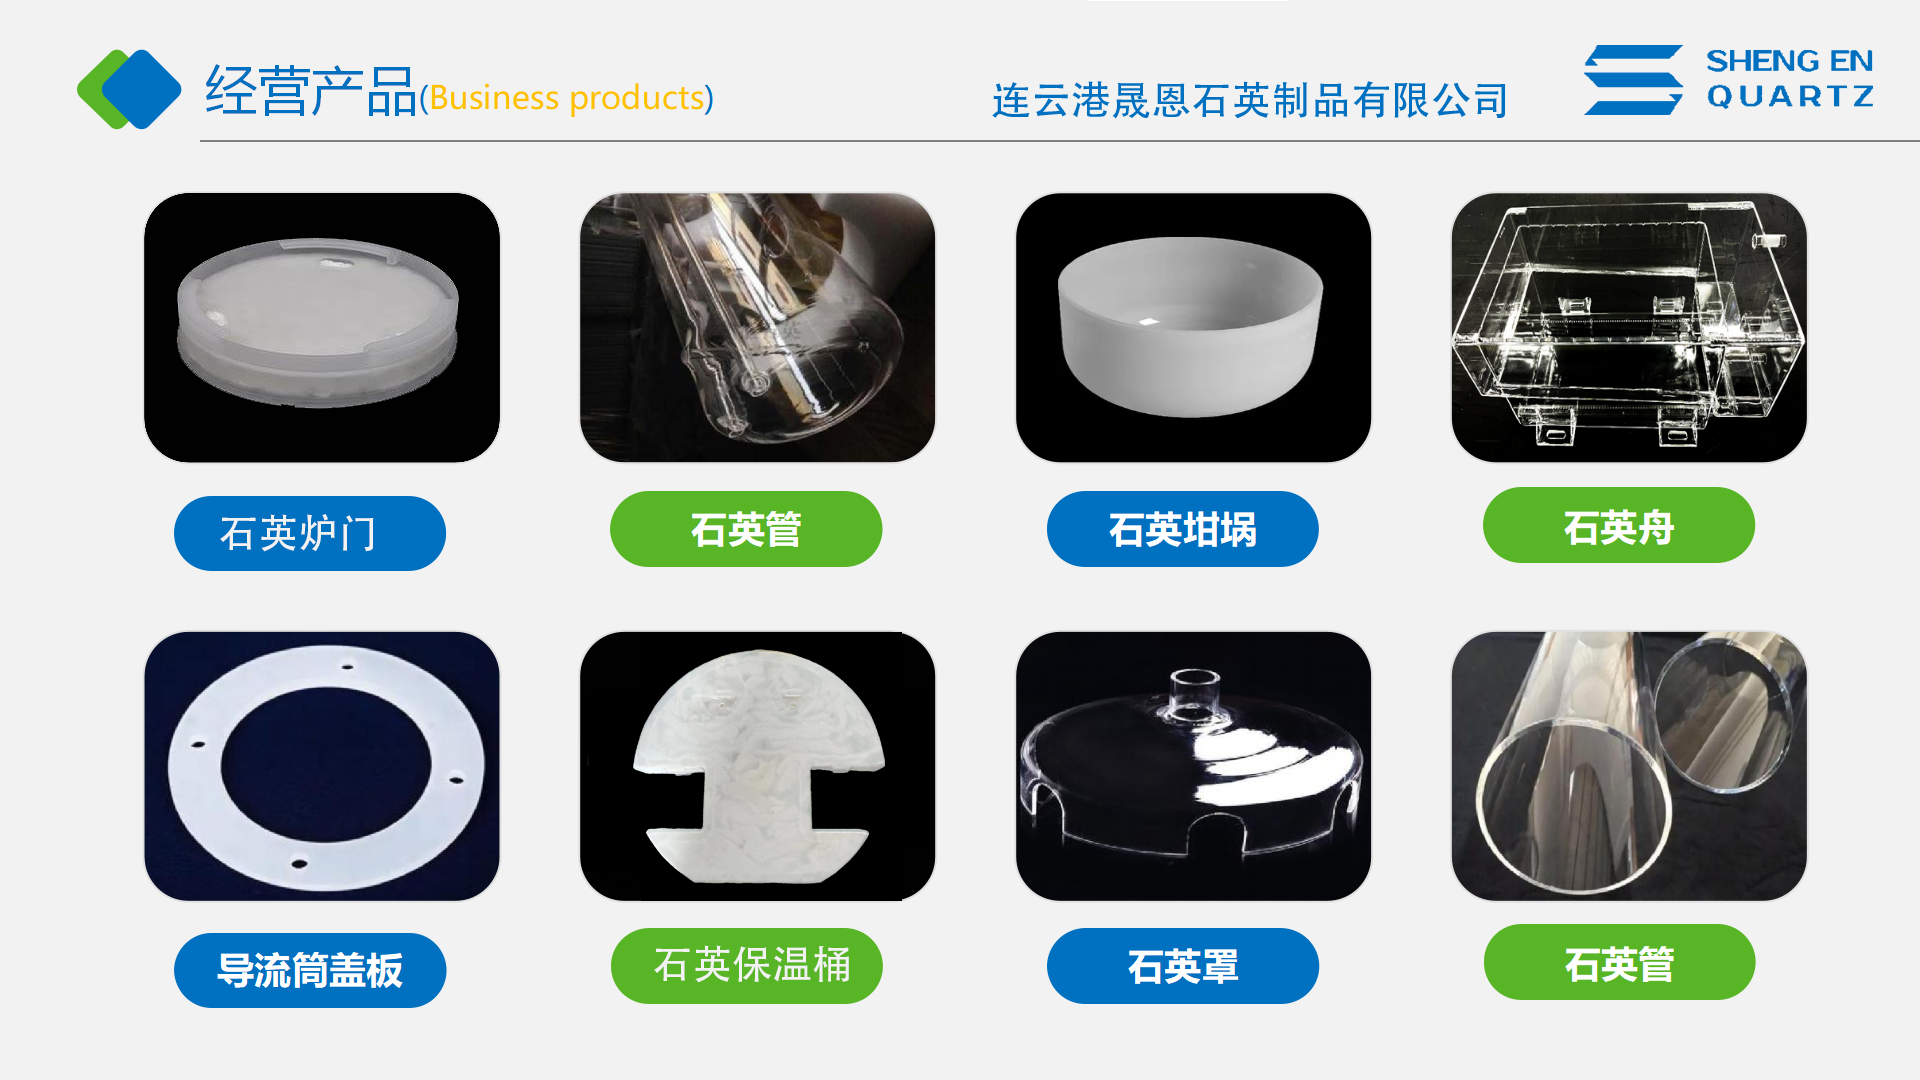 经营产品(Business products)
连云港晟恩石英制品有限公司
SHENG EN
QUARTZ
石英炉门
石英管
石英坩埚
石英舟
导流筒盖板
石英保温桶
石英罩
石英管